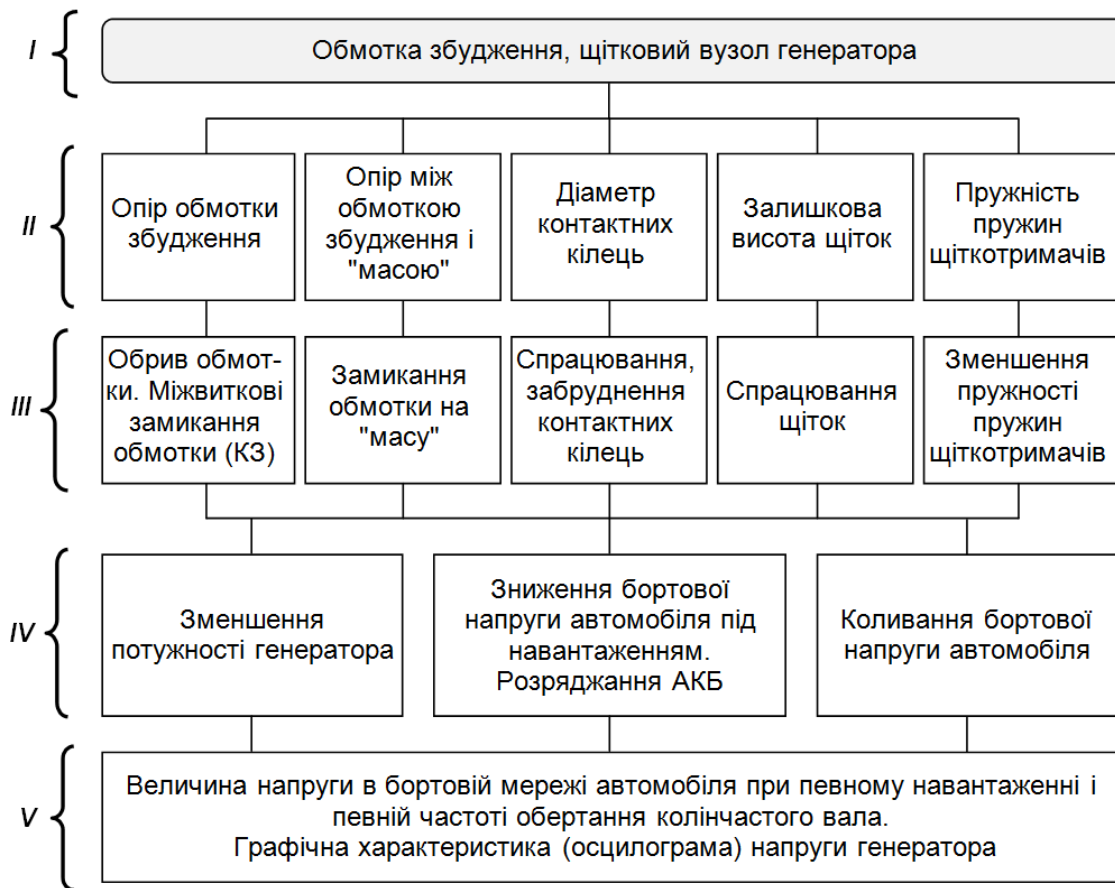 I
Обмотка збудження, щітковий вузол генератора
II
Опір обмотки
збудження
Опір між
обмоткою
збудження і
"масою"
Діаметр
контактних
кілець
Залишкова
висота щіток
Пружність
пружин
щіткотримачів
III
Обрив обмот-
ки. Міжвиткові
замикання
обмотки (КЗ)
Замикання
обмотки на
"масу"
Спрацювання,
забруднення
контактних
кілець
Спрацювання
щіток
Зменшення
пружності
пружин
щіткотримачів
IV
Зменшення
потужності генератора
Зниження бортової
напруги автомобіля під
навантаженням.
Розряджання АКБ
Коливання бортової
напруги автомобіля
V
Величина напруги в бортовій мережі автомобіля при певному навантаженні і
певній частоті обертання колінчастого вала.
Графічна характеристика (осцилограма) напруги генератора